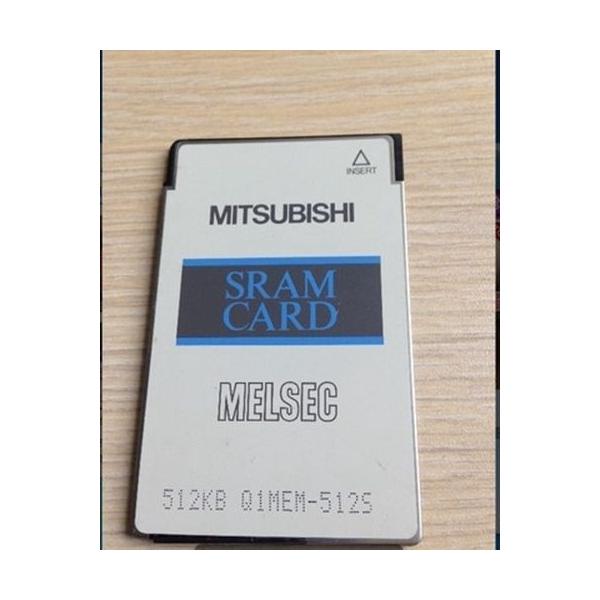 INSERT
MITSUBISHI
SRAM
CARD
MELSEC
512KB Q1MEM-512S